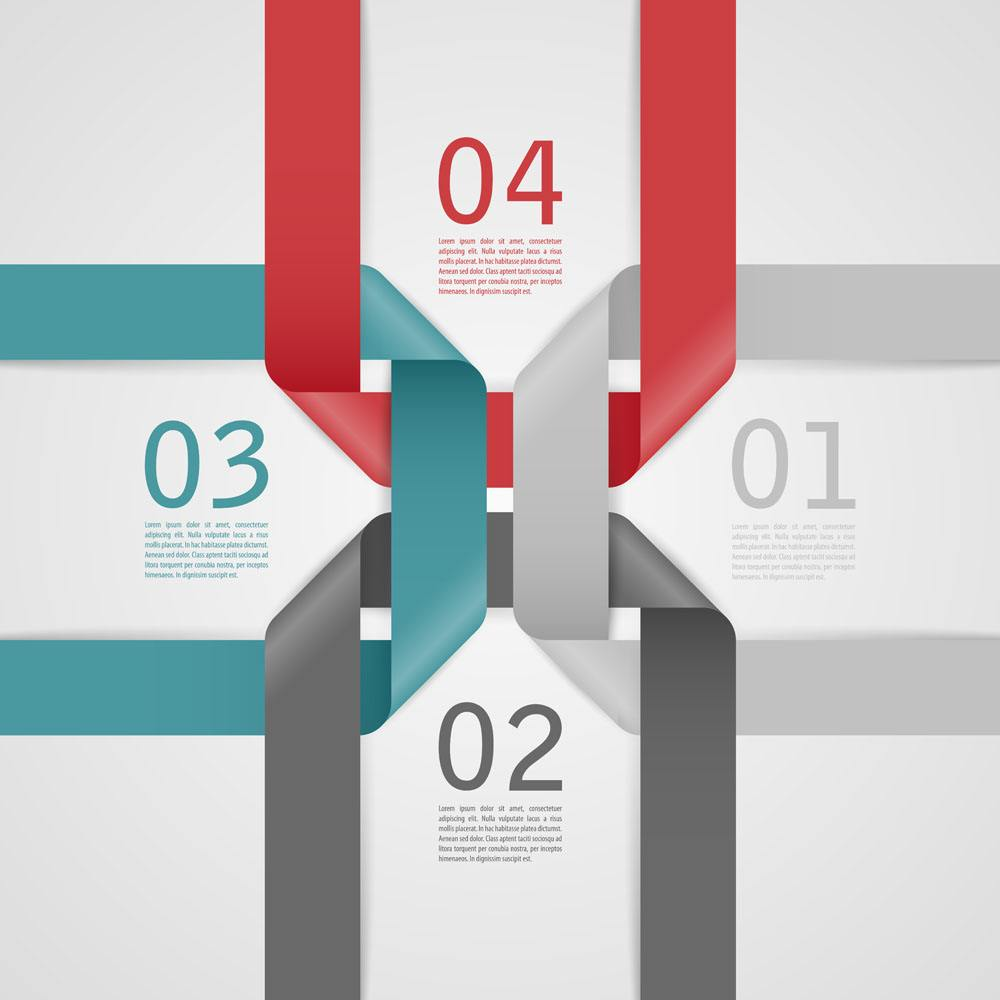 04
Lorem ipsum dolor sit amet, consectetuer
adipiscing elit. Nulla vulputate lacus a risus
mollis placerat. In hac habitasse platea dictumst.
Aenean sed dolor. Class aptent taciti sociosqu ad
litora torquent per conubia nostra, per inceptos
himenaeos. In dignissim suscipit est.
03
Lorem ipsum dolor sit amet, consectetuer
adipiscing elit. Nulla vulputate lacus a risus
mollis placerat. In hac habitasse platea dictumst.
Aenean sed dolor. Class aptent taciti sociosqu ad
litora torquent per conubia nostra, per inceptos
himenaeos. In dignissim suscipit est.
01
Lorem ipsum dolor sit amet, consectetuer
adipiscing elit. Nulla vulputate lacus a risus
mollis placerat. In hac habitasse platea dictumst.
Aenean sed dolor. Class aptent taciti sociosqu ad
litora torquent per conubia nostra, per inceptos
himenaeos. In dignissim suscipit est.
02
Lorem ipsum dolor sit amet, consectetuer
adipiscing elit. Nulla vulputate lacus a risus
mollis placerat. In hac habitasse platea dictumst.
Aenean sed dolor. Class aptent taciti sociosqu ad
litora torquent per conubia nostra, per inceptos
himenaeos. In dignissim suscipit est.